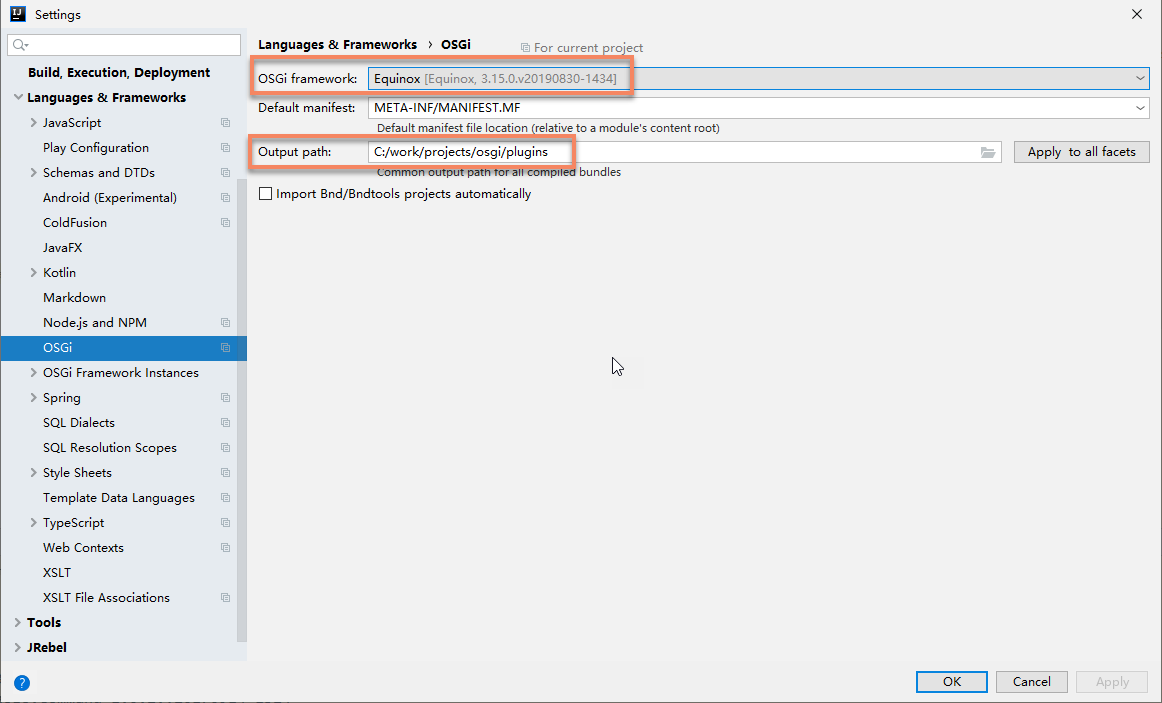 Settings
Languages & Frameworks › OSGi
For current project
Build, Execution, Deployment
Languages & Frameworks
JavaScript
Play Configuration
Schemas and DTDs
Android (Experimental)
ColdFusion
JavaFX
Kotlin
Markdown
Node.js and NPM
OSGi
OSGi Framework Instances
Spring
SQL Dialects
SQL Resolution Scopes
Style Sheets
Template Data Languages
TypeScript
Web Contexts
XSLT
XSLT File Associations
Tools
JRebel
OSGi framework: Equinox [Equinox, 3.15.0.v20190830-1434]
Default manifest: META-INF/MANIFEST.MF
Default manifest file location (relative to a module's content root)
Output path: C:/work/projects/osgi/plugins Apply to all facets
Common output path for all compiled bundles
Import Bnd/Bndtools projects automatically
? OK Cancel Apply